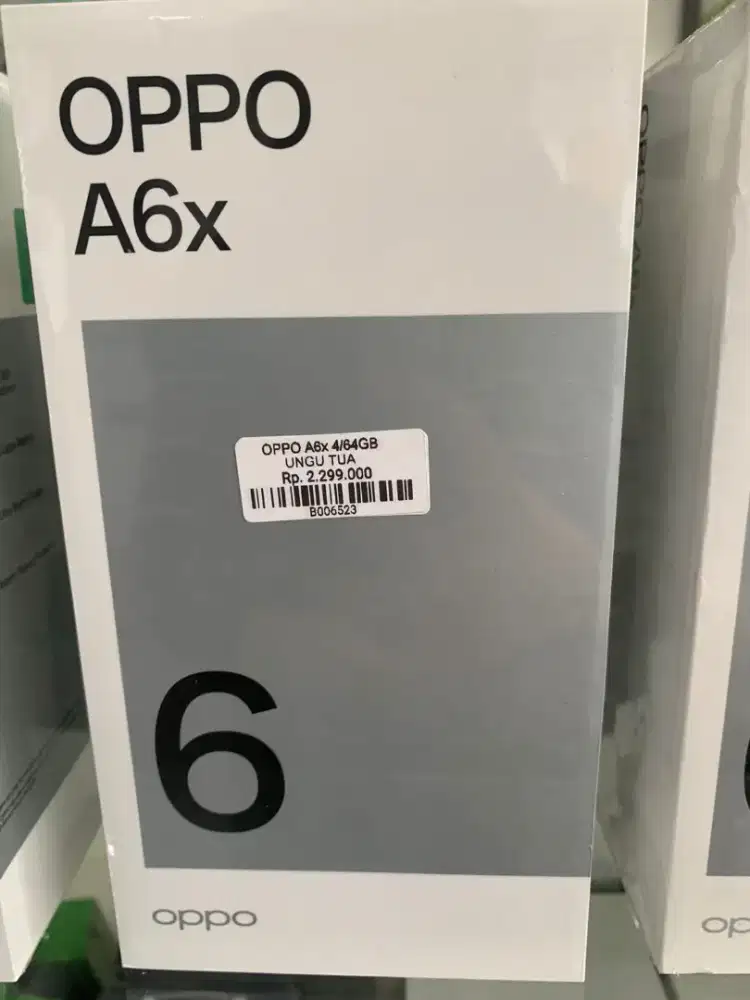 OPPO
A6x
OPPO A6x 4/64GB
UNGU TUA
Rp. 2.299.000
B006523
6
oppo